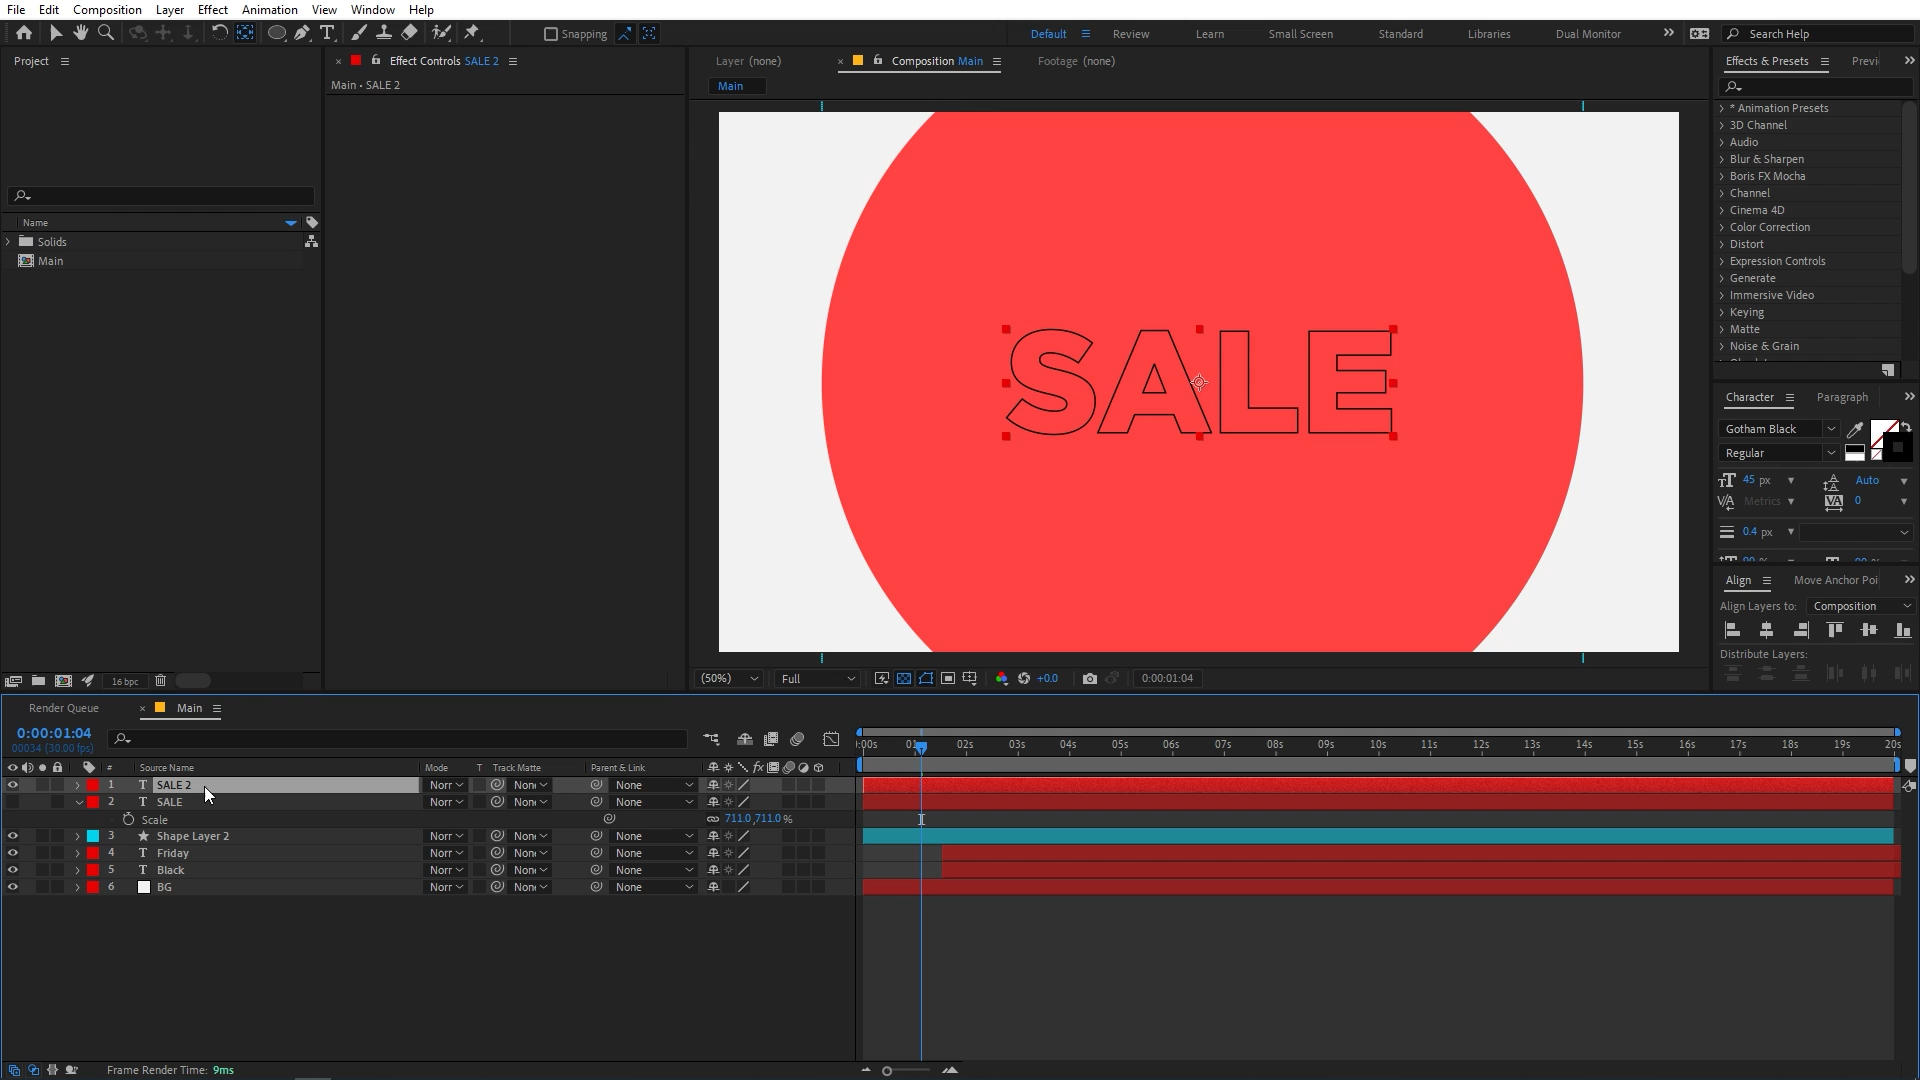 File Edit Composition Layer Effect Animation View Window Help
Snapping
Default Review Learn Small Screen Standard Libraries Dual Monitor Search Help
Project
Effect Controls SALE 2
Main • SALE 2
Layer (none) Composition Main Footage (none)
Main
Effects & Presets Previ
* Animation Presets
3D Channel
Audio
Blur & Sharpen
Boris FX Mocha
Channel
Cinema 4D
Color Correction
Distort
Expression Controls
Generate
Immersive Video
Keying
Matte
Noise & Grain
Name
Solids
Main
SALE
Character Paragraph
Gotham Black
Regular
45 px Auto
Metrics 0
0.4 px
Align Move Anchor Poi
Align Layers to: Composition
Distribute Layers:
16 bpc
(50%) Full +0.0 0:00:01:04
Render Queue Main
0:00:01:04
00034 (30.00 fps)
:00s 01 02s 03s 04s 05s 06s 07s 08s 09s 10s 11s 12s 13s 14s 15s 16s 17s 18s 19s 20s
# Source Name Mode T Track Matte Parent & Link
1 T SALE 2 Norr None None
2 T SALE Norr None None
Scale 711.0,711.0 %
3 Shape Layer 2 Norr None None
4 T Friday Norr None None
5 T Black Norr None None
6 BG Norr None None
Frame Render Time: 9ms